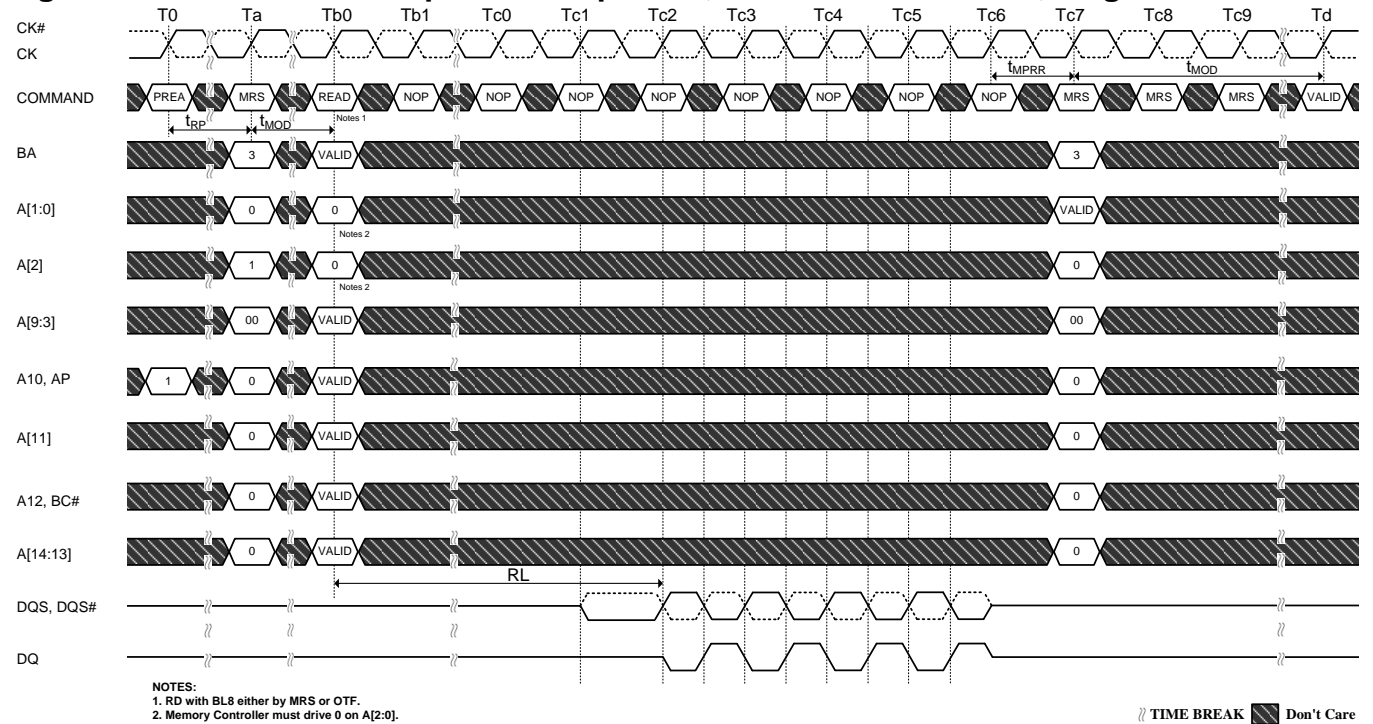 T0 Ta Tb0 Tb1 Tc0 Tc1 Tc2 Tc3 Tc4 Tc5 Tc6 Tc7 Tc8 Tc9 Td
CK#
CK
tMPRR tMOD
COMMAND PREA MRS READ NOP NOP NOP NOP NOP NOP NOP NOP MRS MRS MRS VALID
Notes 1
tRP tMOD
BA 3 VALID 3
A[1:0] 0 0 VALID
Notes 2
A[2] 1 0 0
Notes 2
A[9:3] 00 VALID 00
A10, AP 1 0 VALID 0
A[11] 0 VALID 0
A12, BC# 0 VALID 0
A[14:13] 0 VALID 0
RL
DQS, DQS#
DQ
NOTES:
1. RD with BL8 either by MRS or OTF.
2. Memory Controller must drive 0 on A[2:0].
TIME BREAK Don't Care